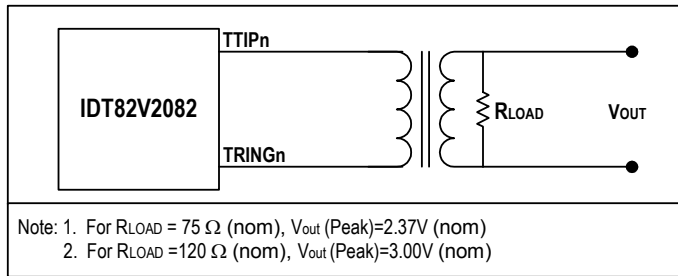 TTIPn
IDT82V2082
RLOAD
VOUT
TRINGn
Note: 1. For RLOAD = 75 Ω (nom), Vout (Peak)=2.37V (nom)
2. For RLOAD =120 Ω (nom), Vout (Peak)=3.00V (nom)